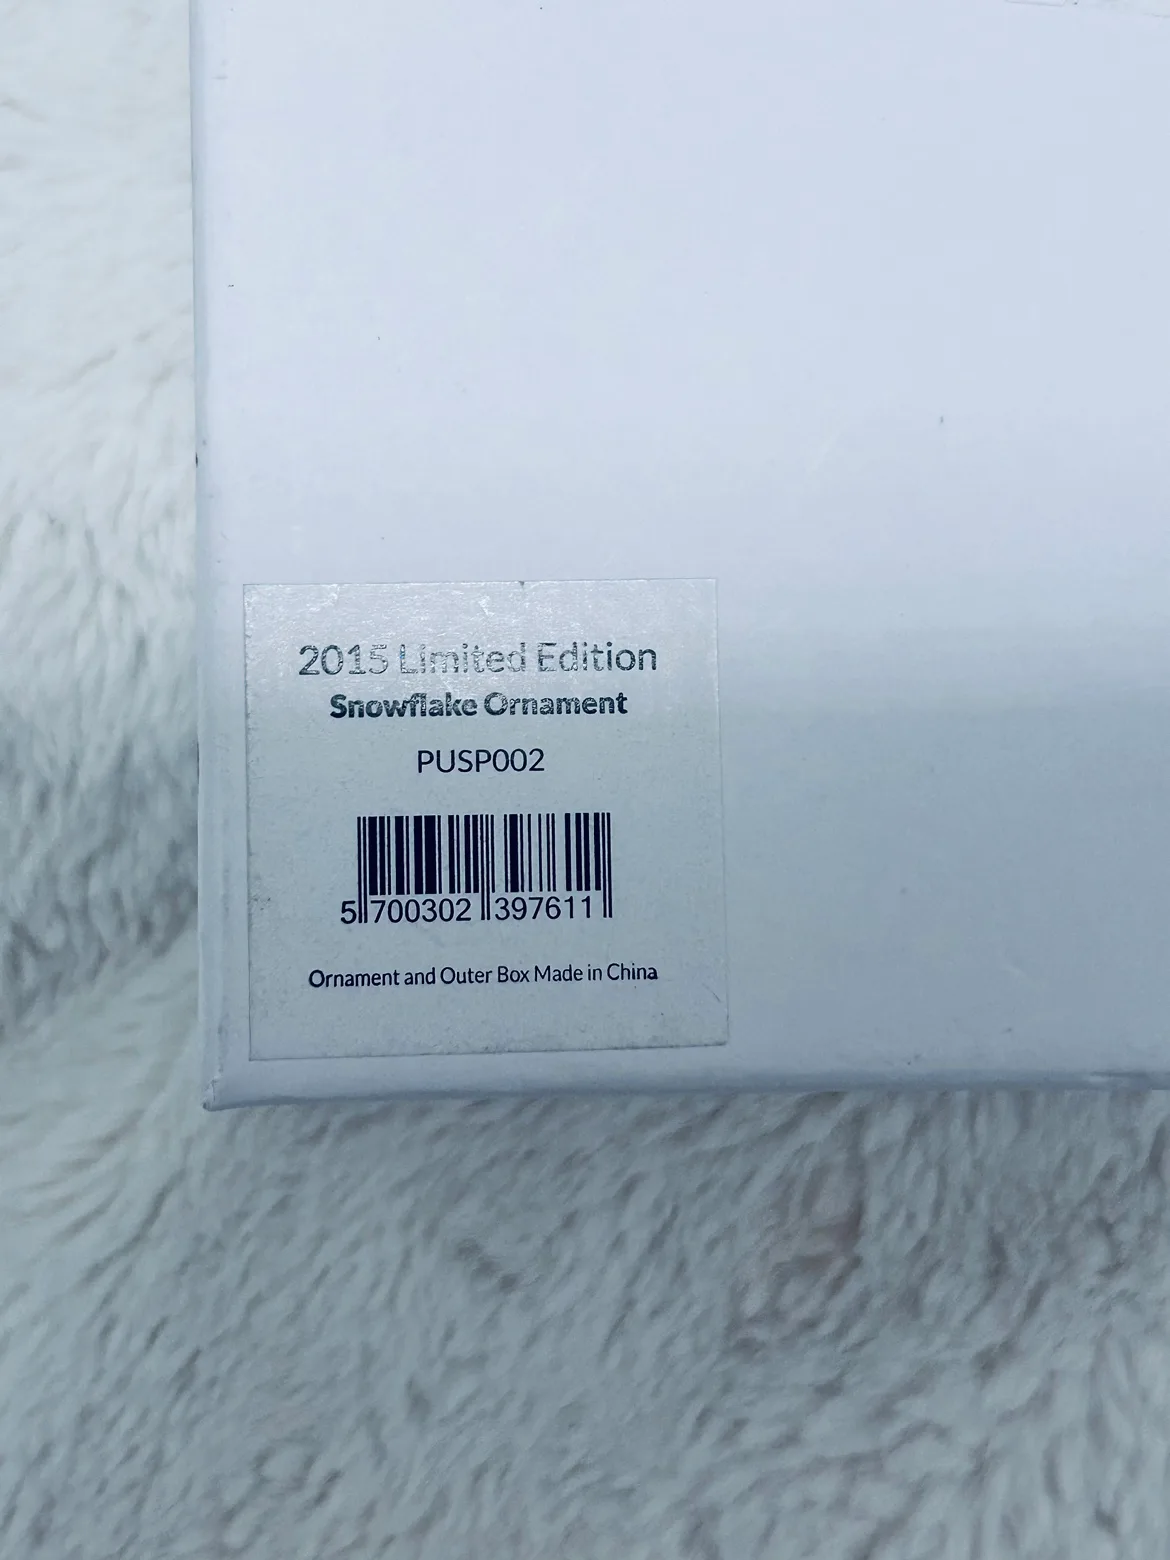 2015 Limited Edition
Snowflake Ornament
PUSP002
5 700302 397611
Ornament and Outer Box Made in China